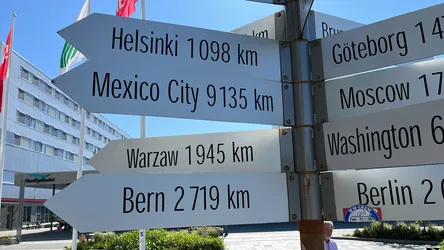 Helsinki 1098 km
Mexico City 9135 km
Warzaw 1945 km
Bern 2719 km
Göteborg 14
Moscow 17
Washington 6
Berlin 2